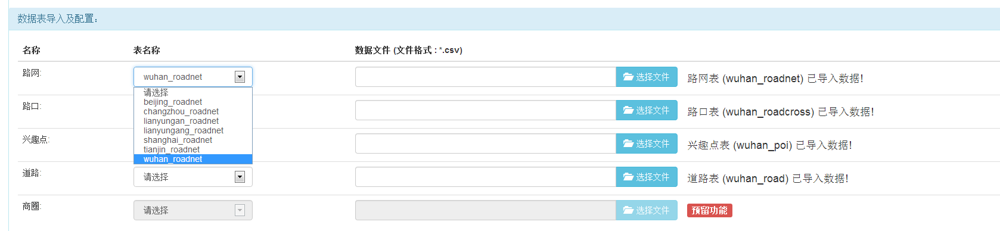 数据表导入及配置：
名称 表名称 数据文件 (文件格式 : *.csv)
路网: wuhan_roadnet 选择文件 路网表 (wuhan_roadnet) 已导入数据!
请选择
beijing_roadnet
路口: changzhou_roadnet 选择文件 路口表 (wuhan_roadcross) 已导入数据!
lianyungan_roadnet
lianyungang_roadnet
兴趣点: shanghai_roadnet 选择文件 兴趣点表 (wuhan_poi) 已导入数据!
tianjin_roadnet
wuhan_roadnet
道路: 请选择 选择文件 道路表 (wuhan_road) 已导入数据!
商圈: 请选择 选择文件 预留功能